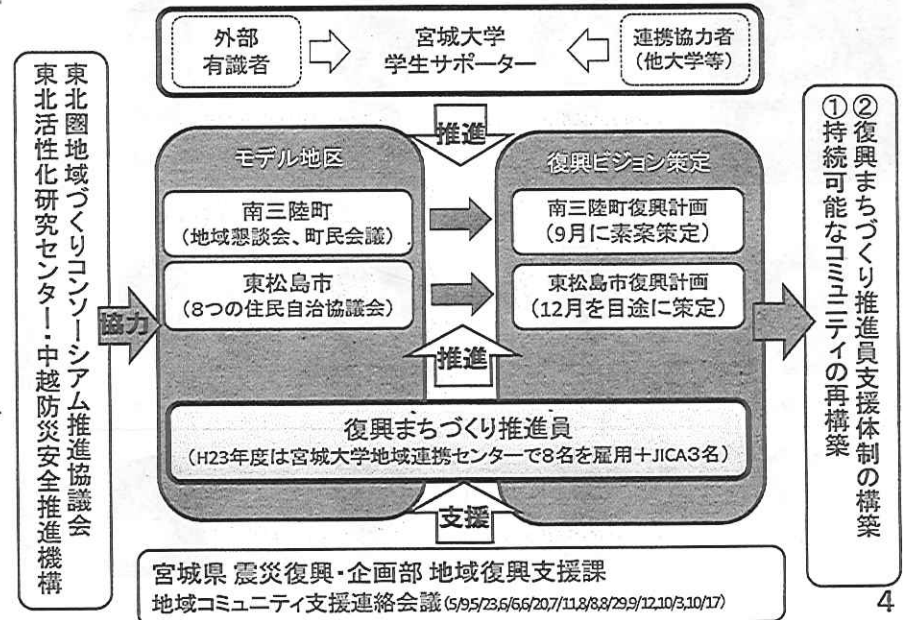 外部
有識者
宮城大学
学生サポーター
連携協力者
(他大学等)
推進
東北圏地域づくりコンソーシアム推進協議会
東北活性化研究センター・中越防災安全推進機構
協力
モデル地区
南三陸町
(地域懇談会、町民会議)
東松島市
(8つの住民自治協議会)
復興ビジョン策定
南三陸町復興計画
(9月に素案策定)
東松島市復興計画
(12月を目途に策定)
推進
復興まちづくり推進員
(H23年度は宮城大学地域連携センターで8名を雇用+JICA3名)
支援
宮城県 震災復興・企画部 地域復興支援課
地域コミュニティ支援連絡会議(5/9,5/23,6/6,6/20,7/11,8/8,8/29,9/12,10/3,10/17)
②復興まちづくり推進員支援体制の構築
①持続可能なコミュニティの再構築
4